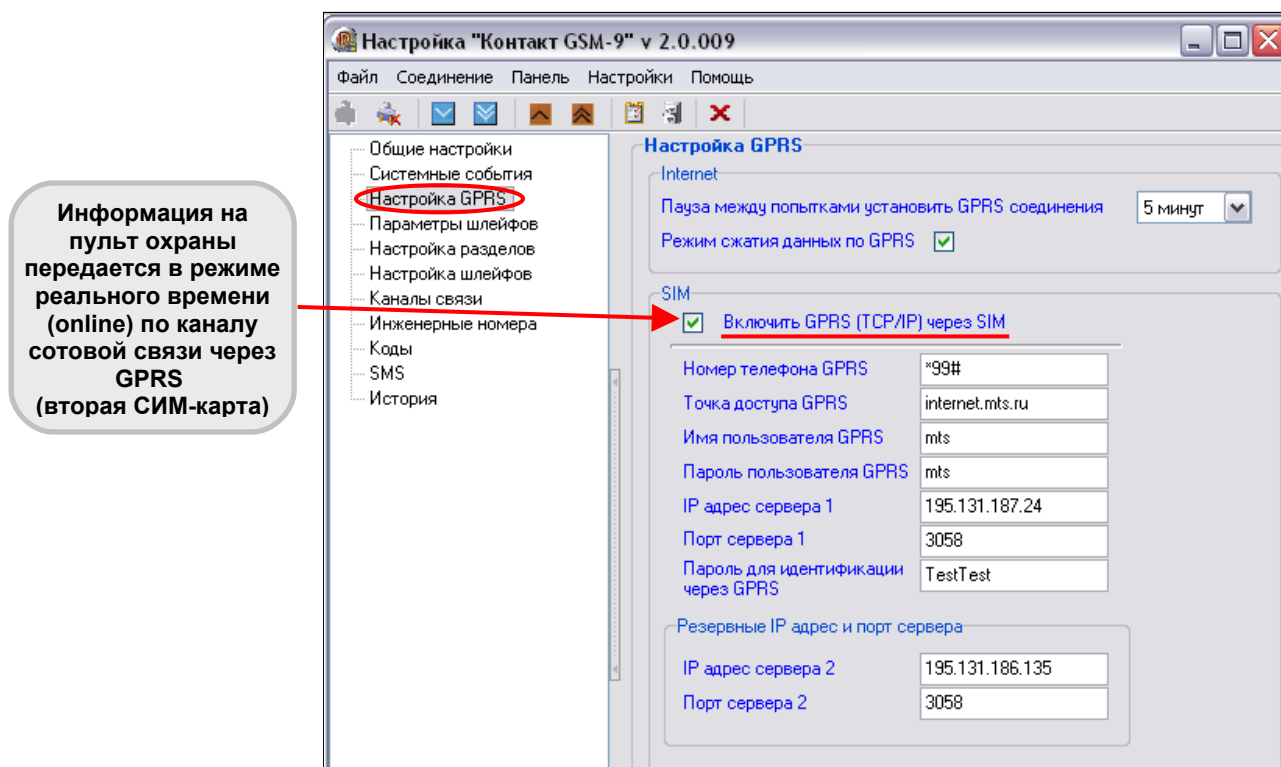 Настройка "Контакт GSM-9" v 2.0.009
Файл Соединение Панель Настройки Помощь
Общие настройки
Системные события
Настройка GPRS
Параметры шлейфов
Настройка разделов
Настройка шлейфов
Каналы связи
Инженерные номера
Коды
SMS
История
Информация на
пульт охраны
передается в режиме
реального времени
(online) по каналу
сотовой связи через
GPRS
(вторая СИМ-карта)
Настройка GPRS
Internet
Пауза между попытками установить GPRS соединения 5 минут
Режим сжатия данных по GPRS
SIM
Включить GPRS (TCP/IP) через SIM
Номер телефона GPRS *99#
Точка доступа GPRS internet.mts.ru
Имя пользователя GPRS mts
Пароль пользователя GPRS mts
IP адрес сервера 1 195.131.187.24
Порт сервера 1 3058
Пароль для идентификации
через GPRS TestTest
Резервные IP адрес и порт сервера
IP адрес сервера 2 195.131.186.135
Порт сервера 2 3058